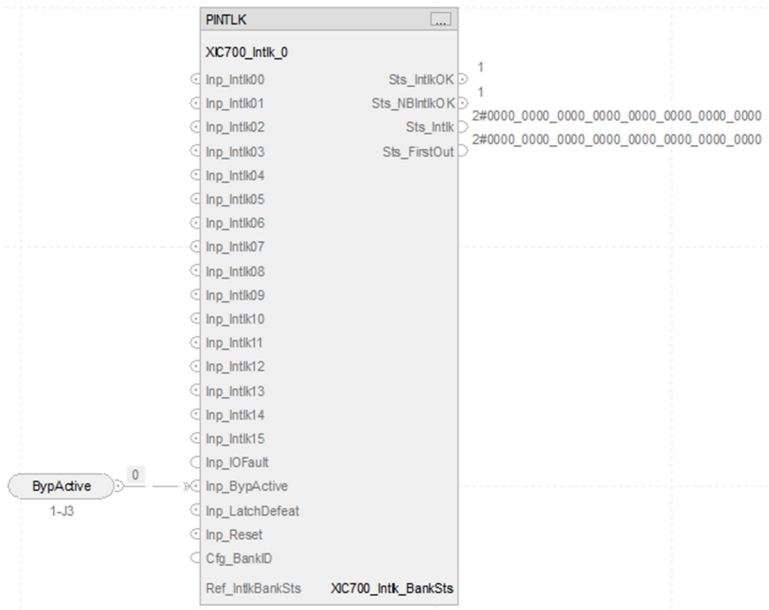 PINTLK ...
XIC700_Intlk_0
1
Inp_Intlk00 Sts_IntlkOK
1
Inp_Intlk01 Sts_NBIntlkOK
2#0000_0000_0000_0000_0000_0000_0000_0000
Inp_Intlk02 Sts_Intlk
2#0000_0000_0000_0000_0000_0000_0000_0000
Inp_Intlk03 Sts_FirstOut
Inp_Intlk04
Inp_Intlk05
Inp_Intlk06
Inp_Intlk07
Inp_Intlk08
Inp_Intlk09
Inp_Intlk10
Inp_Intlk11
Inp_Intlk12
Inp_Intlk13
Inp_Intlk14
Inp_Intlk15
Inp_IOFault
0
BypActive Inp_BypActive
1-J3 Inp_LatchDefeat
Inp_Reset
Cfg_BankID
Ref_IntlkBankSts XIC700_Intlk_BankSts